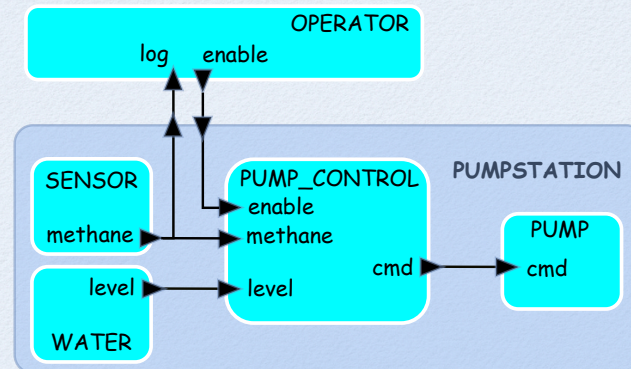 OPERATOR
log enable
SENSOR
methane
PUMP_CONTROL
enable
methane
level
cmd
PUMPSTATION
PUMP
cmd
level
WATER